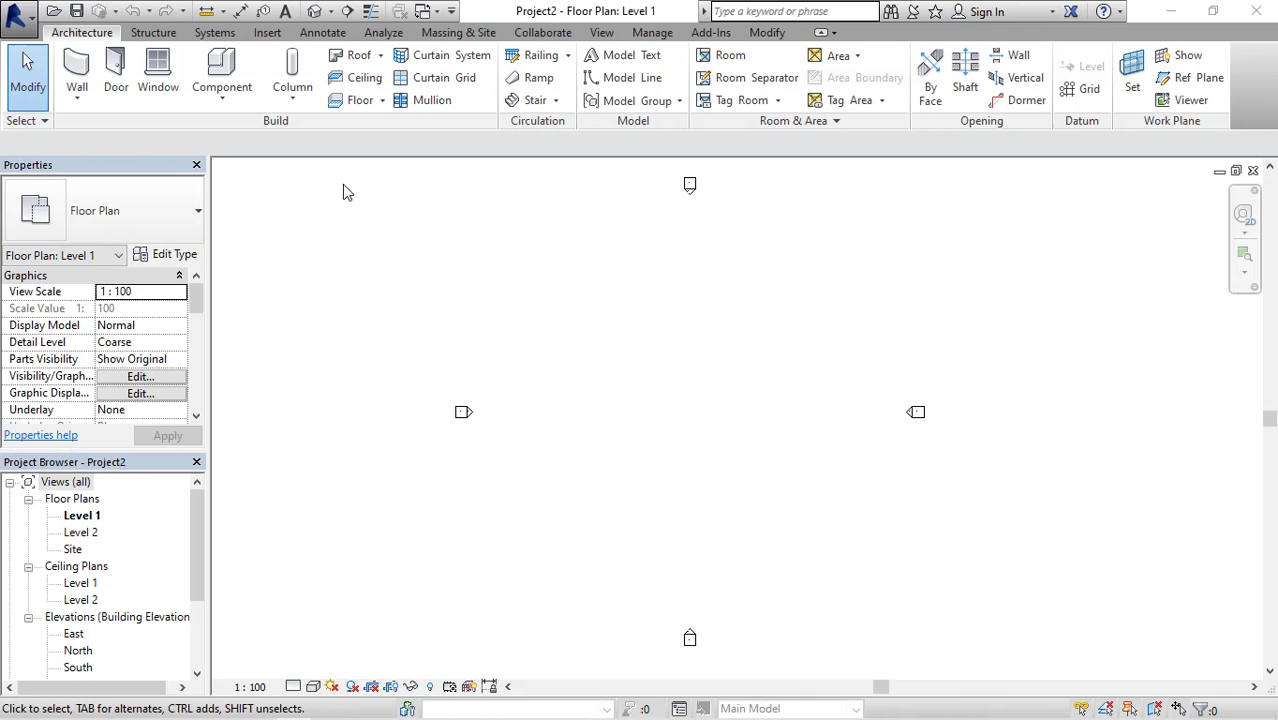 Project2 - Floor Plan: Level 1
Type a keyword or phrase
Sign In
Architecture Structure Systems Insert Annotate Analyze Massing & Site Collaborate View Manage Add-Ins Modify
Modify Wall Door Window Component Column
Roof Curtain System Railing Model Text Room Area Wall Show
Ceiling Curtain Grid Ramp Model Line Room Separator Area Boundary Vertical Level Ref Plane
Floor Mullion Stair Model Group Tag Room Tag Area Dormer Grid Viewer
By Face Shaft Set
Select Build Circulation Model Room & Area Opening Datum Work Plane
Properties
Floor Plan
Floor Plan: Level 1 Edit Type
Graphics
View Scale 1 : 100
Scale Value 1: 100
Display Model Normal
Detail Level Coarse
Parts Visibility Show Original
Visibility/Graph... Edit...
Graphic Displa... Edit...
Underlay None
Properties help Apply
Project Browser - Project2
Views (all)
Floor Plans
Level 1
Level 2
Site
Ceiling Plans
Level 1
Level 2
Elevations (Building Elevation
East
North
South
2D
1 : 100
Click to select, TAB for alternates, CTRL adds, SHIFT unselects. :0 Main Model :0